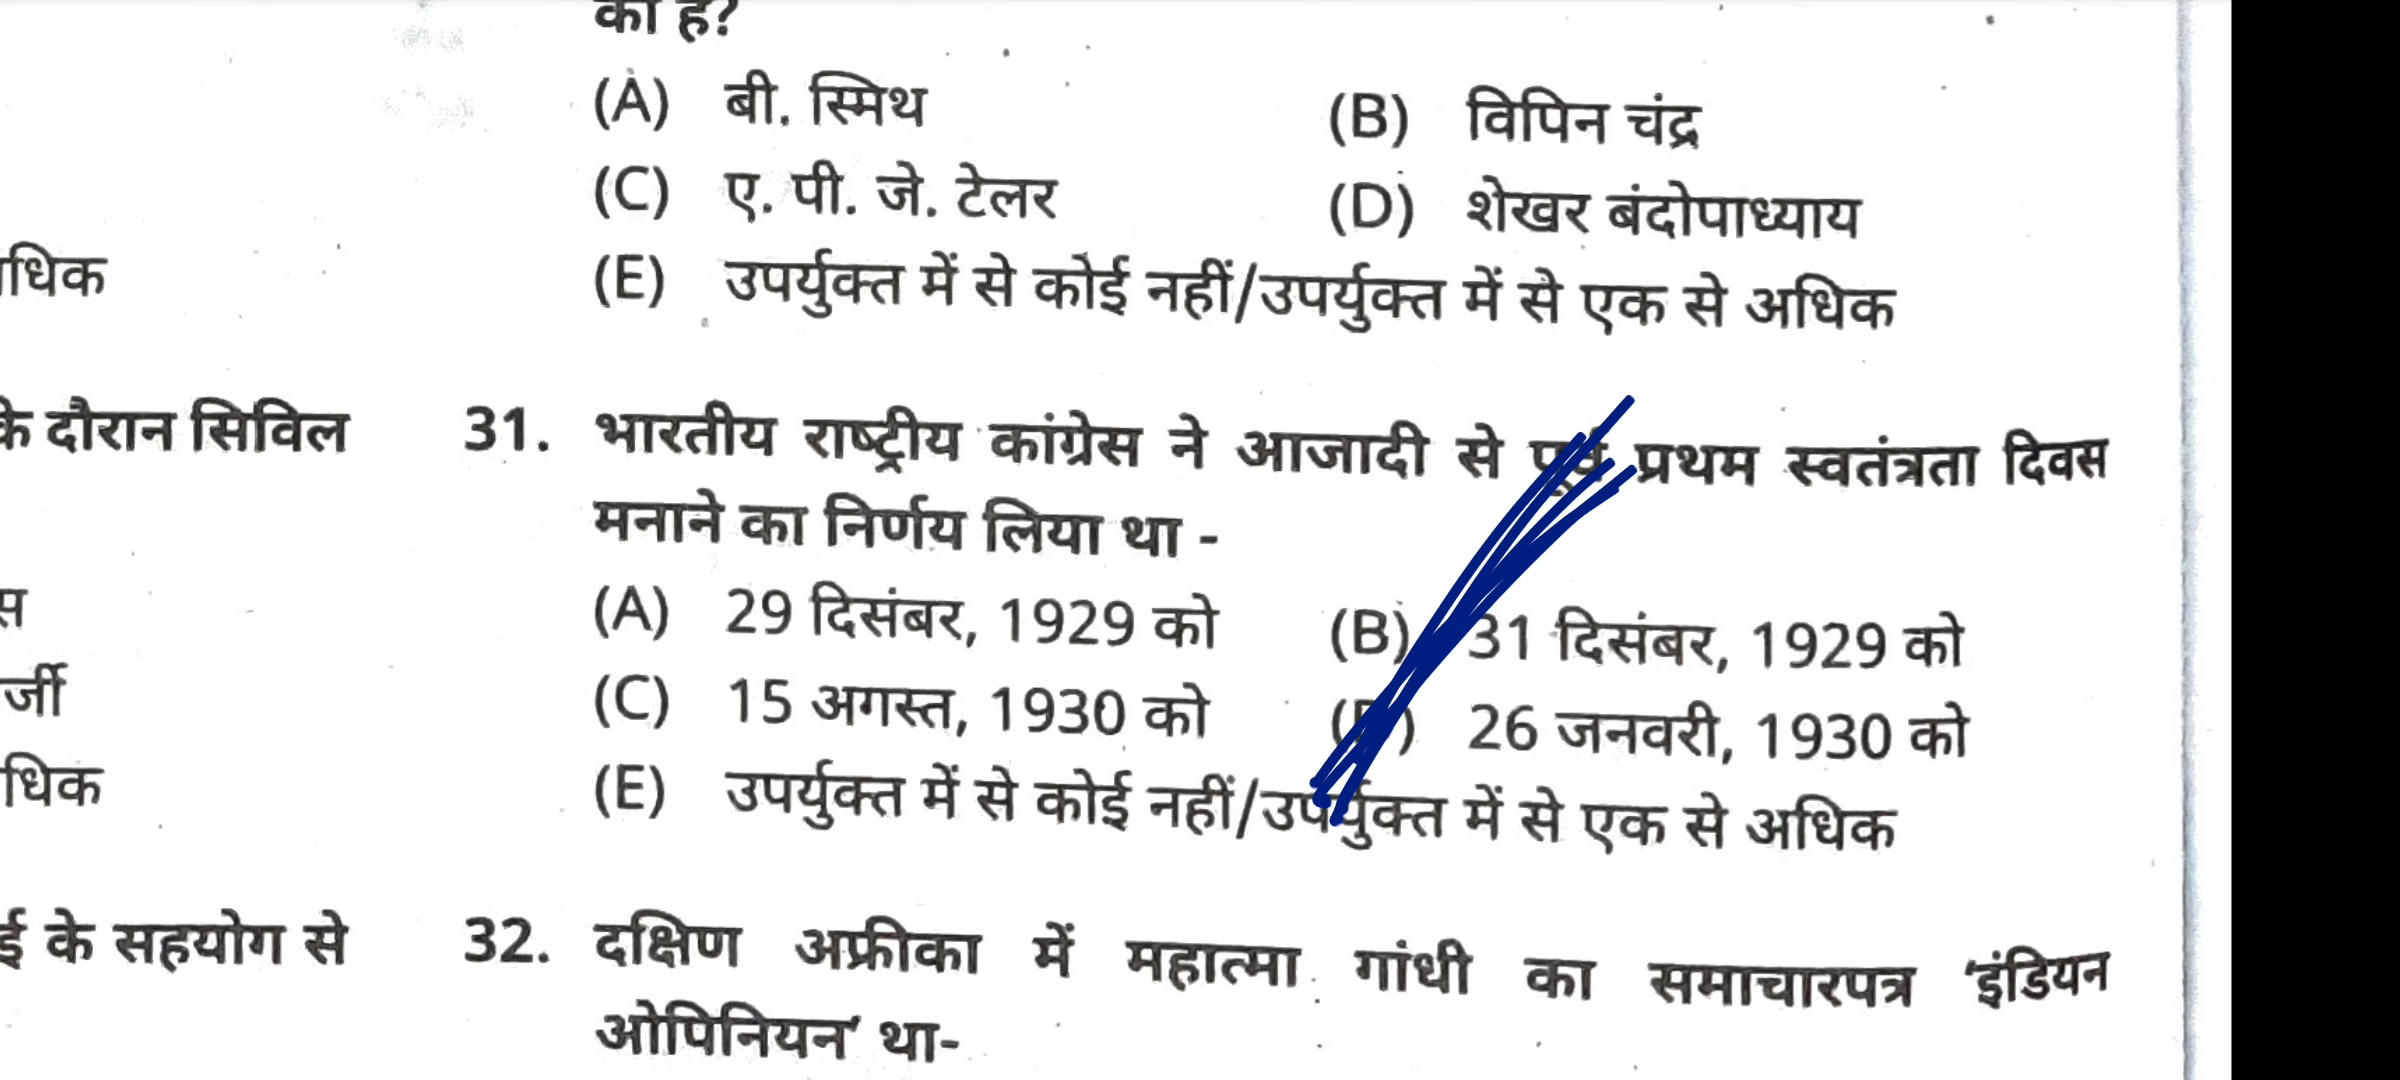 का है?
(A) बी. स्मिथ (B) विपिन चंद्र
(C) ए. पी. जे. टेलर (D) शेखर बंदोपाध्याय
(E) उपर्युक्त में से कोई नहीं/उपर्युक्त में से एक से अधिक
धिक
के दौरान सिविल
स
र्जी
धिक
ई के सहयोग से
31. भारतीय राष्ट्रीय कांग्रेस ने आजादी से पूर्व प्रथम स्वतंत्रता दिवस
मनाने का निर्णय लिया था -
(A) 29 दिसंबर, 1929 को (B) 31 दिसंबर, 1929 को
(C) 15 अगस्त, 1930 को (D) 26 जनवरी, 1930 को
(E) उपर्युक्त में से कोई नहीं/उपर्युक्त में से एक से अधिक
32. दक्षिण अफ्रीका में महात्मा गांधी का समाचारपत्र 'इंडियन
ओपिनियन' था-